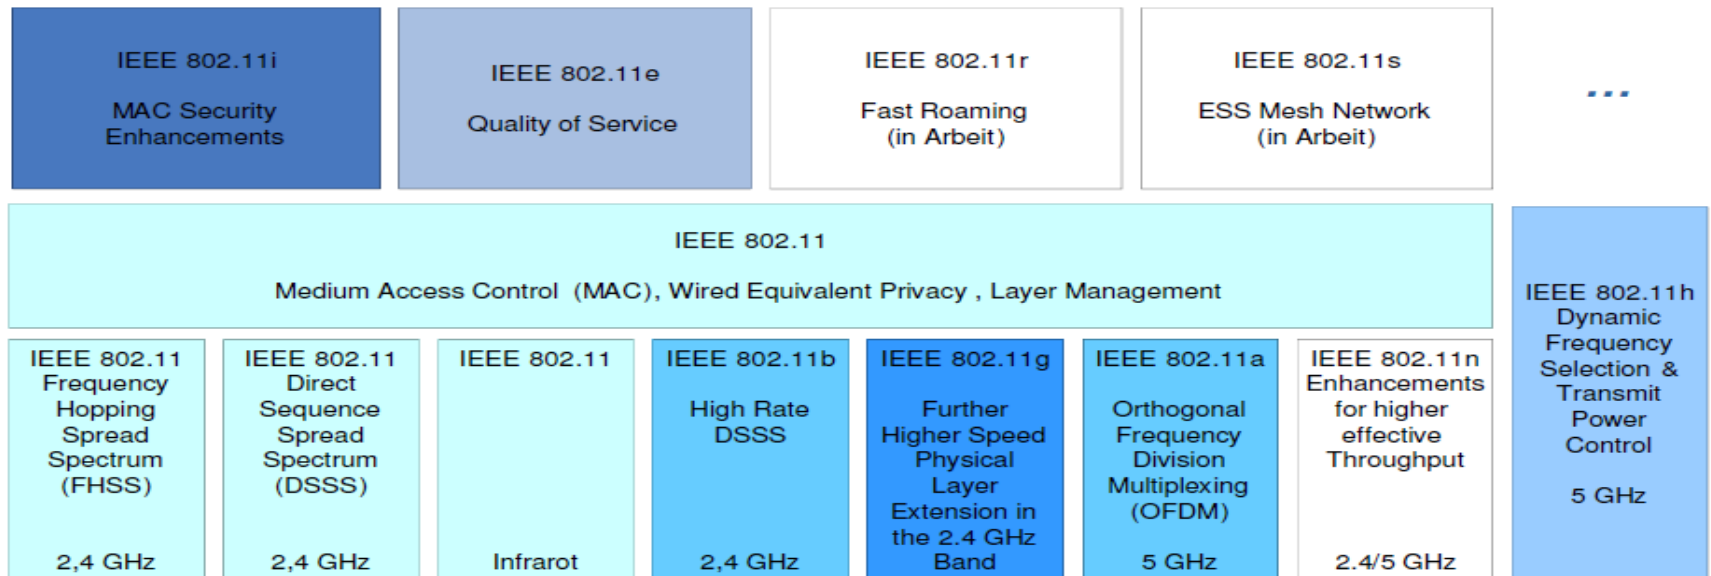 IEEE 802.11i
MAC Security
Enhancements
IEEE 802.11e
Quality of Service
IEEE 802.11r
Fast Roaming
(in Arbeit)
IEEE 802.11s
ESS Mesh Network
(in Arbeit)
...
IEEE 802.11
Medium Access Control (MAC), Wired Equivalent Privacy , Layer Management
IEEE 802.11h
Dynamic
Frequency
Selection &
Transmit
Power
Control
5 GHz
IEEE 802.11
Frequency
Hopping
Spread
Spectrum
(FHSS)
2,4 GHz
IEEE 802.11
Direct
Sequence
Spread
Spectrum
(DSSS)
2,4 GHz
IEEE 802.11
Infrarot
IEEE 802.11b
High Rate
DSSS
2,4 GHz
IEEE 802.11g
Further
Higher Speed
Physical
Layer
Extension in
the 2.4 GHz
Band
IEEE 802.11a
Orthogonal
Frequency
Division
Multiplexing
(OFDM)
5 GHz
IEEE 802.11n
Enhancements
for higher
effective
Throughput
2.4/5 GHz